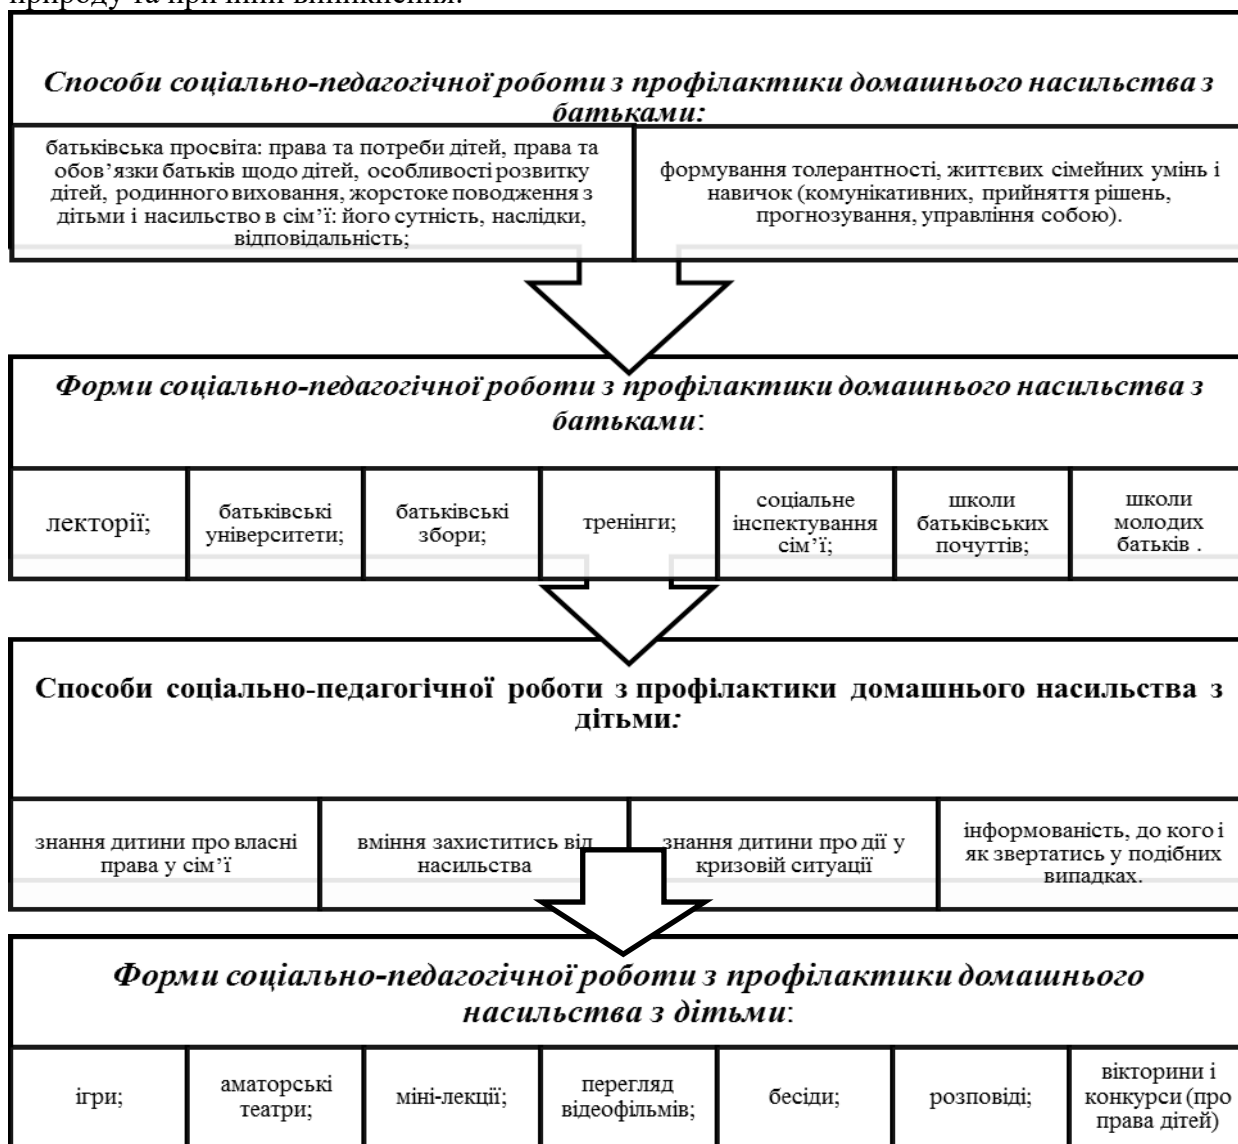 Способи соціально-педагогічної роботи з профілактики домашнього насильства з
батьками:
батьківська просвіта: права та потреби дітей, права та
обов’язки батьків щодо дітей, особливості розвитку
дітей, родинного виховання, жорстоке поводження з
дітьми і насильство в сім’ї: його сутність, наслідки,
відповідальність;
формування толерантності, життєвих сімейних умінь і
навичок (комунікативних, прийняття рішень,
прогнозування, управління собою).
Форми соціально-педагогічної роботи з профілактики домашнього насильства з
батьками:
лекторії;
батьківські
університети;
батьківські
збори;
тренінги;
соціальне
інспектування
сім’ї;
школи
батьківських
почуттів;
школи
молодих
батьків .
Способи соціально-педагогічної роботи з профілактики домашнього насильства з
дітьми:
знання дитини про власні
права у сім’ї
вміння захиститись від
насильства
знання дитини про дії у
кризовій ситуації
інформованість, до кого і
як звертатись у подібних
випадках.
Форми соціально-педагогічної роботи з профілактики домашнього
насильства з дітьми:
ігри;
аматорські
театри;
міні-лекції;
перегляд
відеофільмів;
бесіди;
розповіді;
вікторини і
конкурси (про
права дітей)